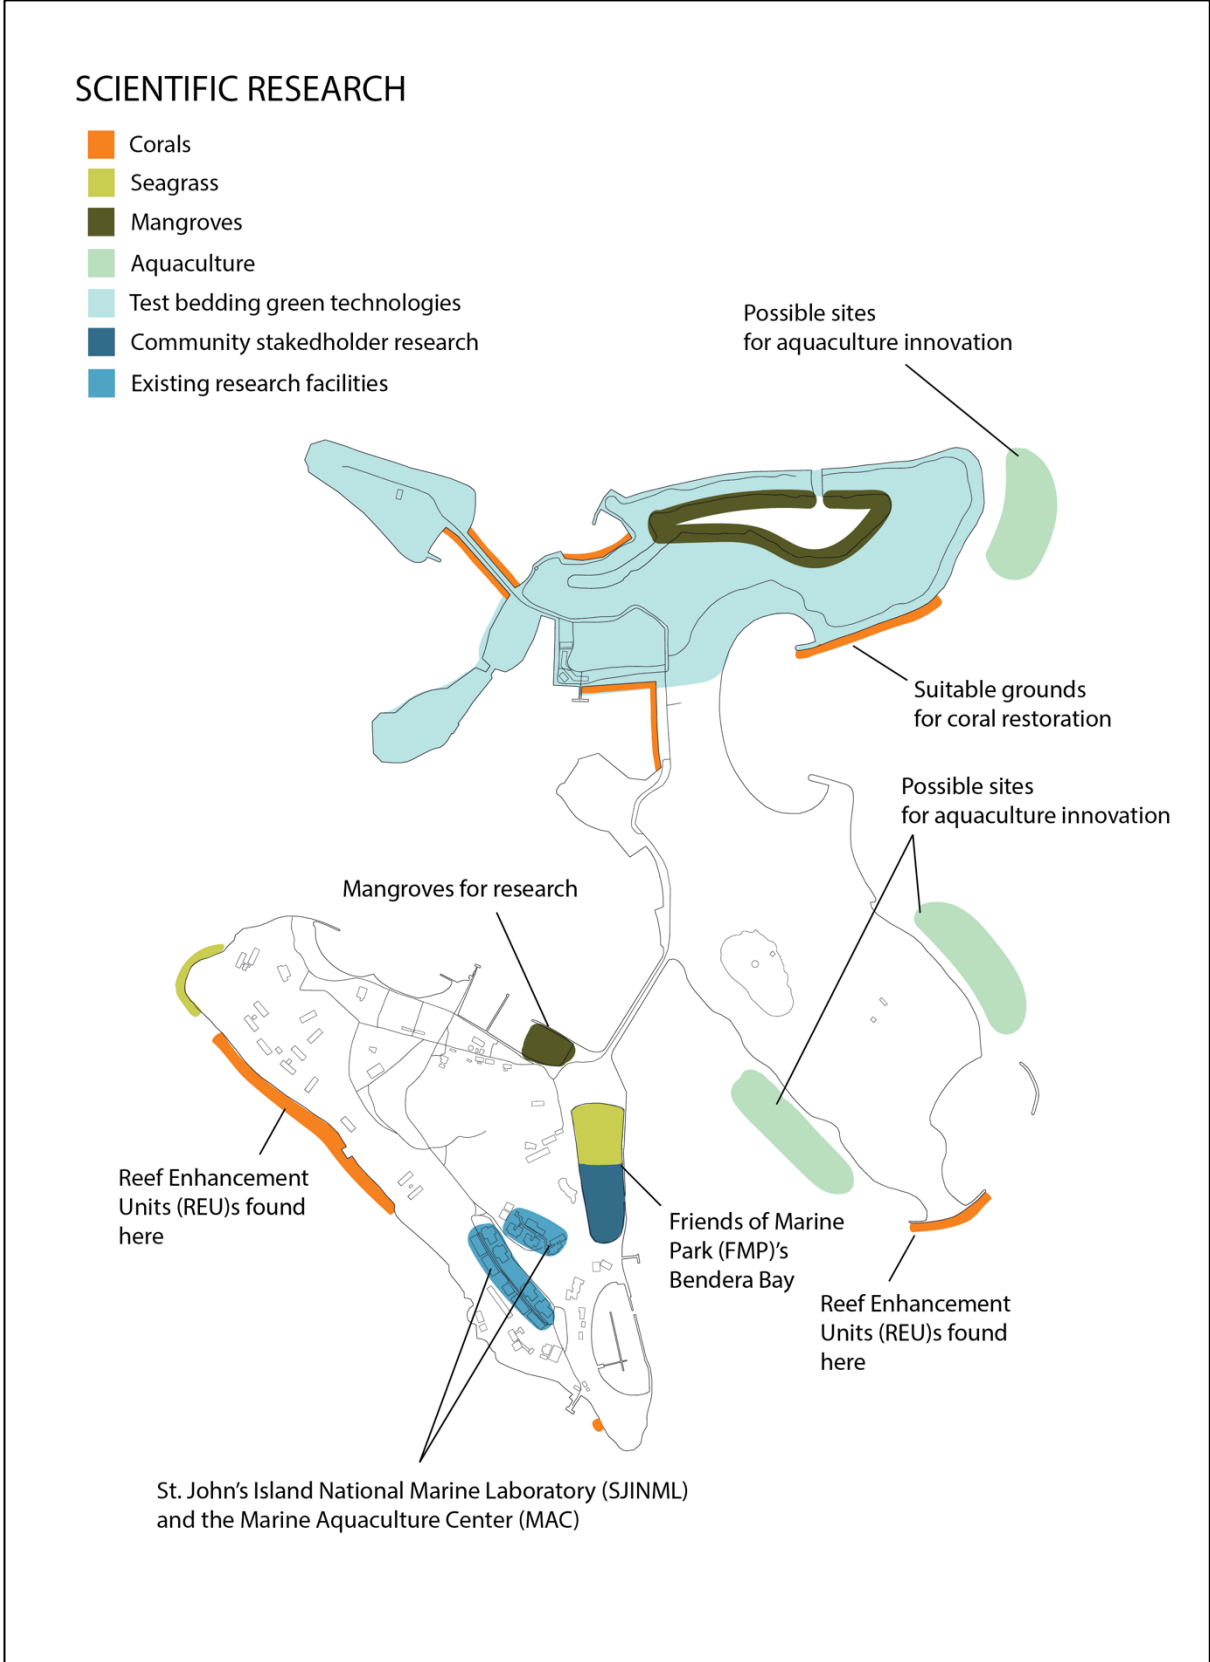 SCIENTIFIC RESEARCH
Corals
Seagrass
Mangroves
Aquaculture
Test bedding green technologies
Community stakedholder research
Existing research facilities
Possible sites
for aquaculture innovation
Suitable grounds
for coral restoration
Possible sites
for aquaculture innovation
Mangroves for research
Reef Enhancement
Units (REU)s found
here
Friends of Marine
Park (FMP)'s
Bendera Bay
Reef Enhancement
Units (REU)s found
here
St. John's Island National Marine Laboratory (SJINML)
and the Marine Aquaculture Center (MAC)